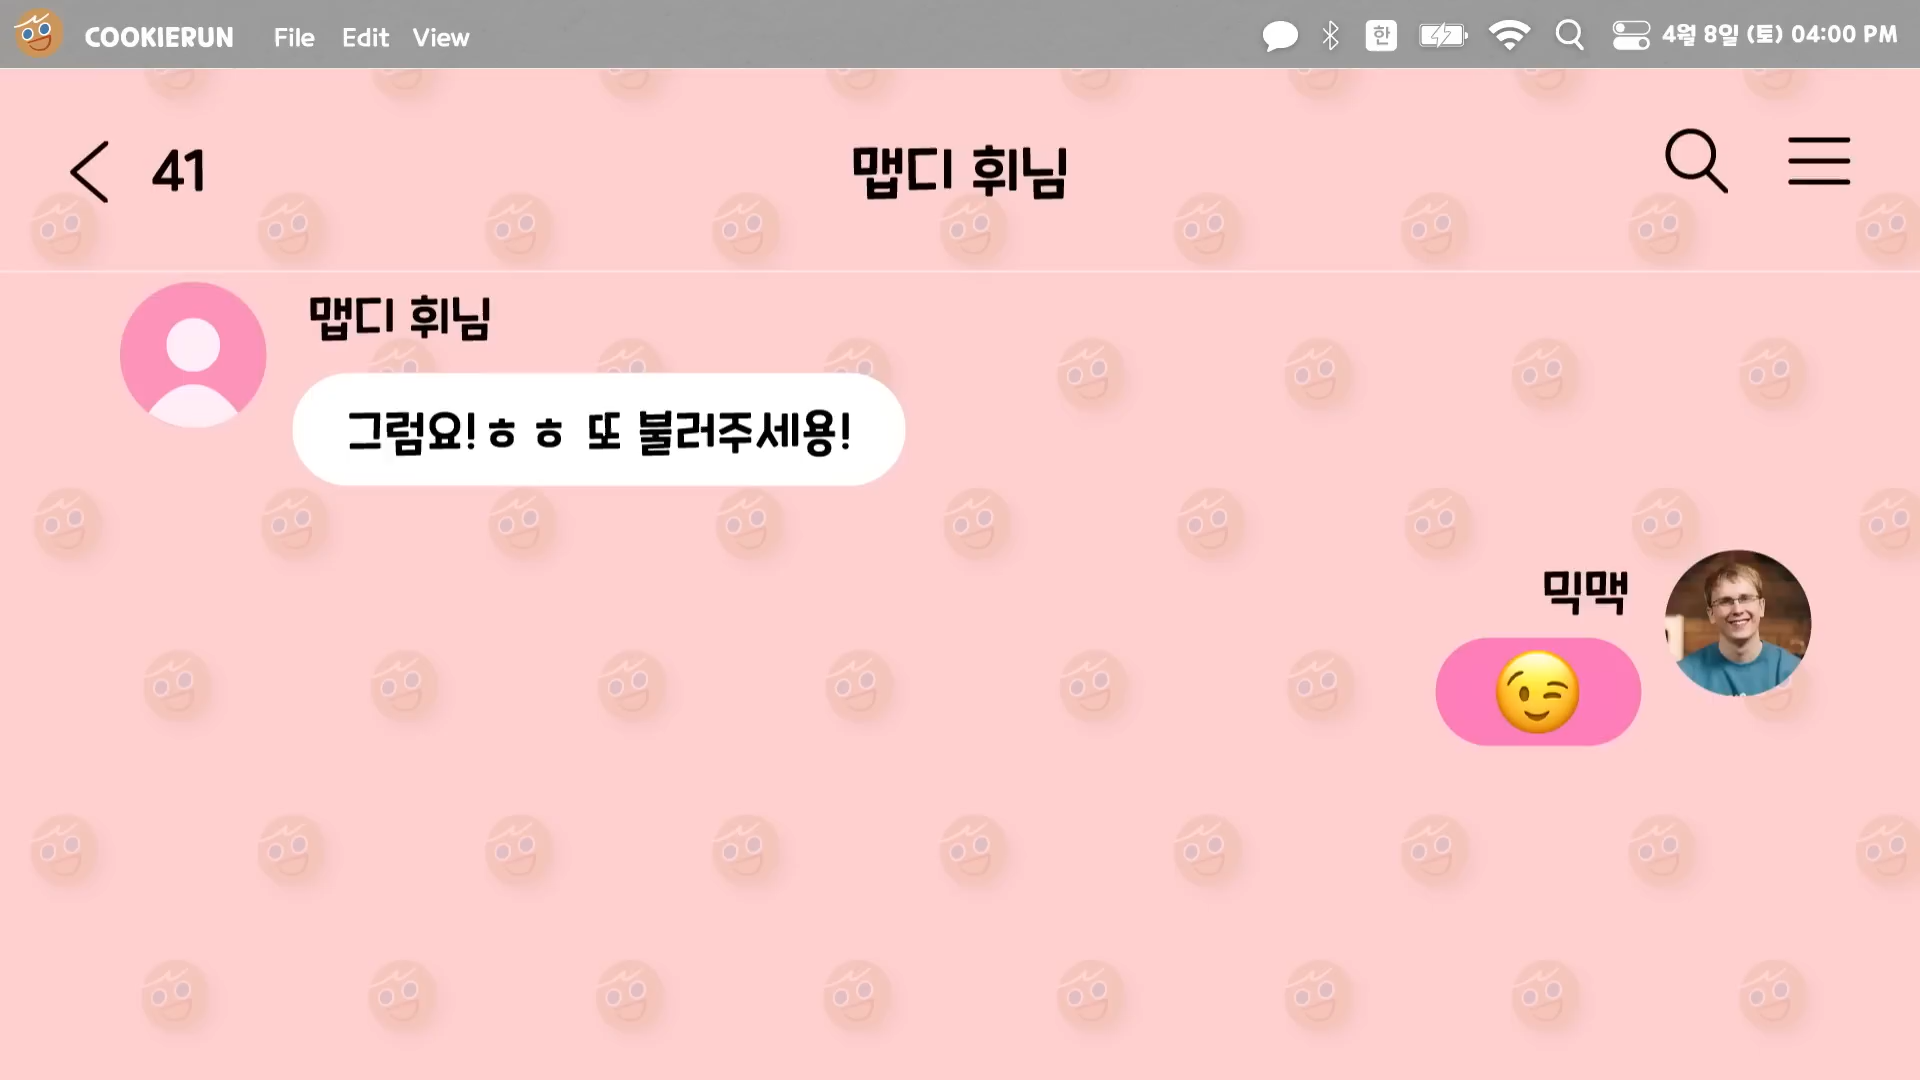 COOKIERUN File Edit View 한 4월 8일 (토) 04:00 PM
41 맵디 휘님
맵디 휘님
그럼요!ㅎㅎ 또 불러주세용!
믹맥